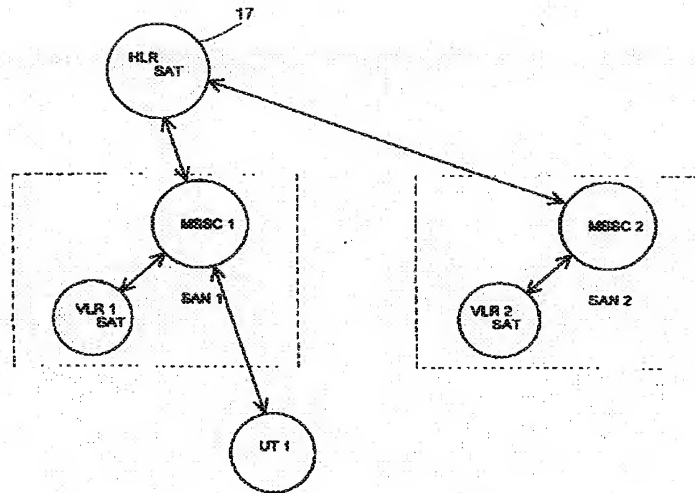 17
HLR
SAT
MSSC 1
MSSC 2
SAN 1
SAN 2
VLR 1
SAT
VLR 2
SAT
UT 1